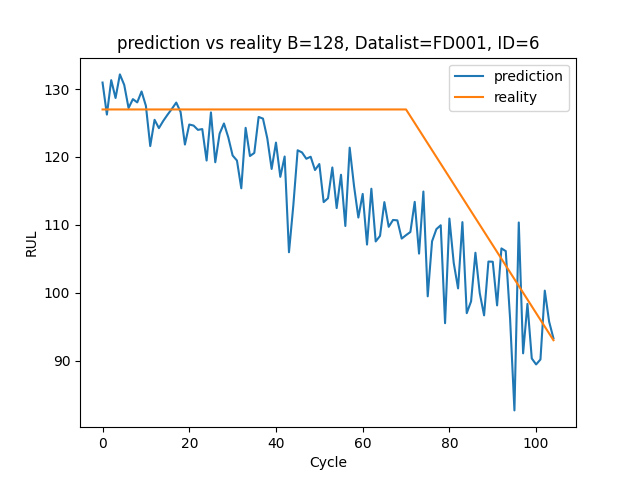 prediction vs reality B=128, Datalist=FD001, ID=6
prediction
reality
130
120
110
100
90
RUL
0 20 40 60 80 100
Cycle